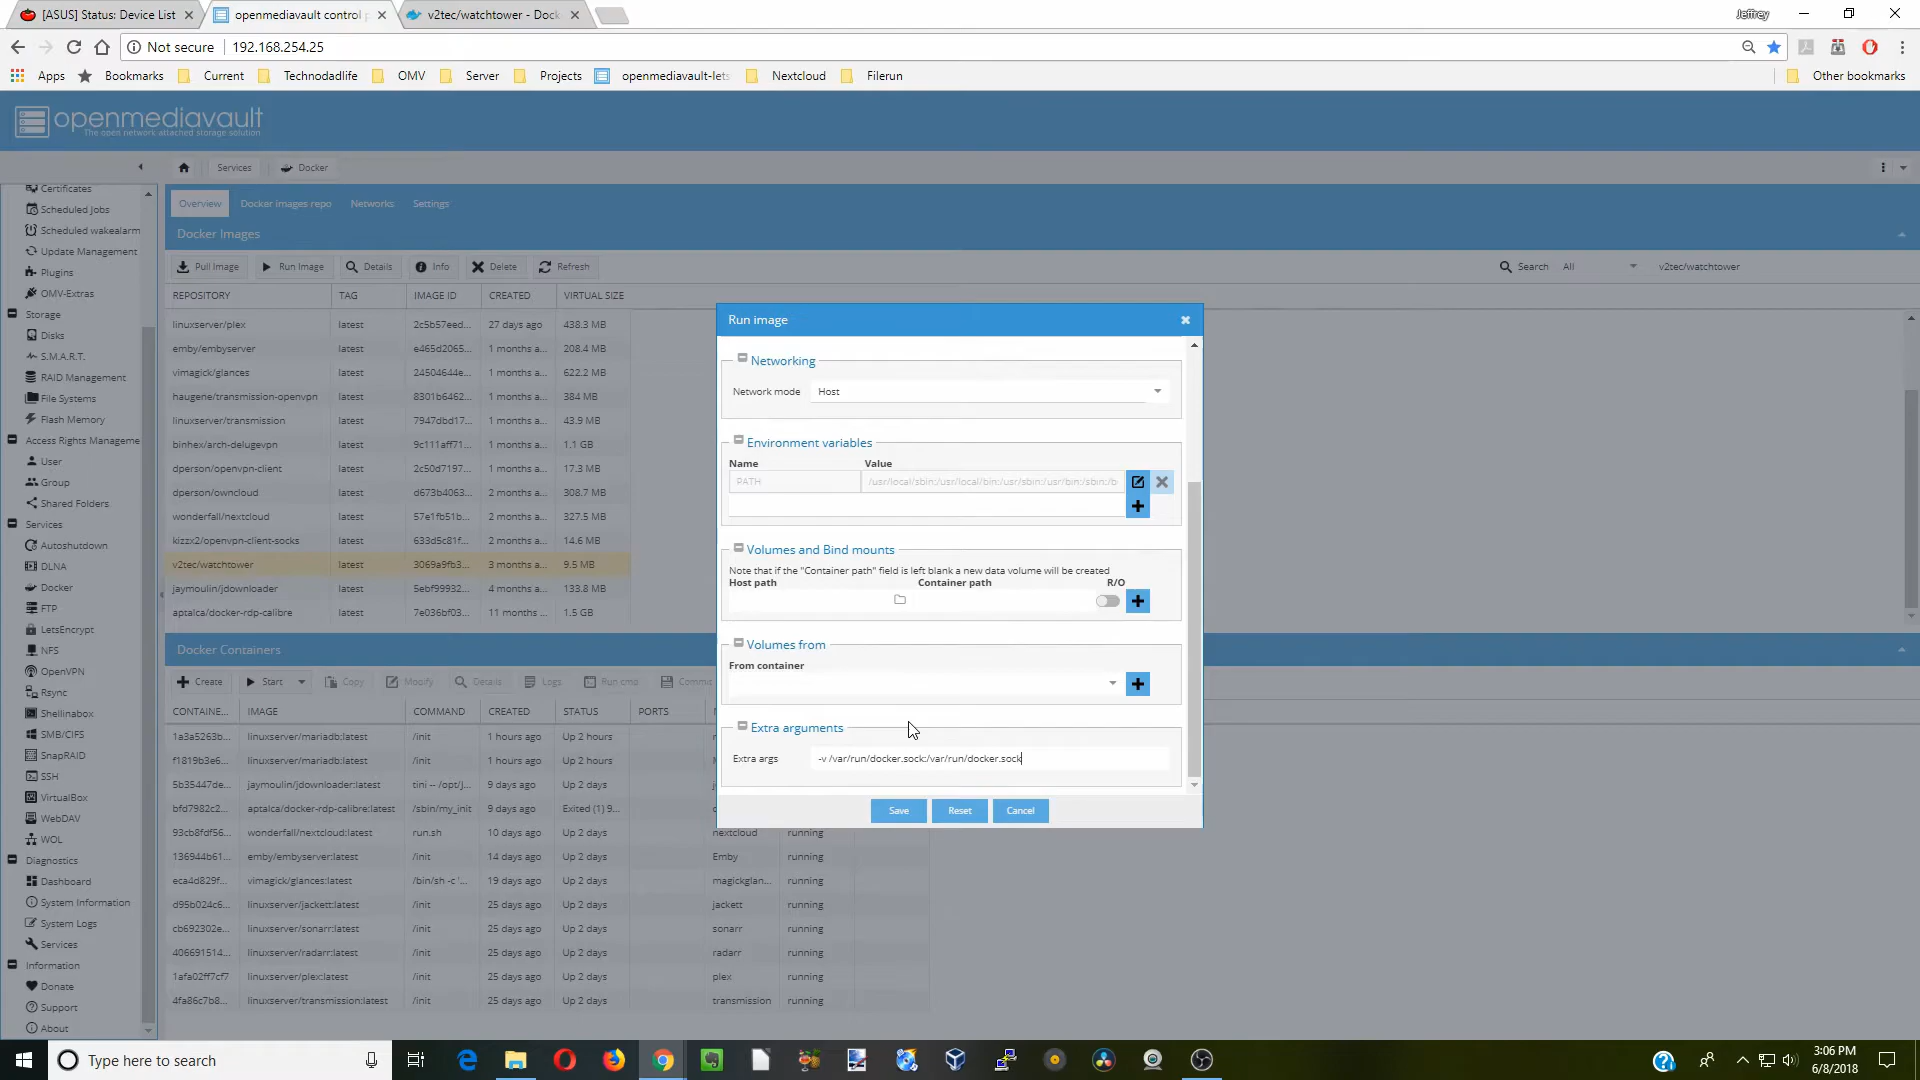 [ASUS] Status: Device List
openmediavault control p
v2tec/watchtower - Dock
Jeffrey
Not secure
192.168.254.25
Apps
Bookmarks
Current
Technodadlife
OMV
Server
Projects
openmediavault-lets
Nextcloud
Filerun
Other bookmarks
openmediavault
The open network attached storage solution
Services
Docker
Certificates
Scheduled Jobs
Scheduled wakealarm
Update Management
Plugins
OMV-Extras
Storage
Disks
S.M.A.R.T.
RAID Management
File Systems
Flash Memory
Access Rights Manageme
User
Group
Shared Folders
Services
Autoshutdown
DLNA
Docker
FTP
LetsEncrypt
NFS
OpenVPN
Rsync
Shellinabox
SMB/CIFS
SnapRAID
SSH
VirtualBox
WebDAV
WOL
Diagnostics
Dashboard
System Information
System Logs
Services
Information
Donate
Support
About
Overview
Docker images repo
Networks
Settings
Docker Images
Pull Image
Run Image
Details
Info
Delete
Refresh
Search
All
v2tec/watchtower
REPOSITORY TAG IMAGE ID CREATED VIRTUAL SIZE
linuxserver/plex latest 2c5b57eed... 27 days ago 438.3 MB
emby/embyserver latest e465d2065... 1 months a... 208.4 MB
vimagick/glances latest 24504644e... 1 months a... 622.2 MB
haugene/transmission-openvpn latest 8301b6462... 1 months a... 384 MB
linuxserver/transmission latest 7947dbd17... 1 months a... 43.9 MB
binhex/arch-delugevpn latest 9c111aff71... 1 months a... 1.1 GB
dperson/openvpn-client latest 2c50d7197... 1 months a... 17.3 MB
dperson/owncloud latest d673b4063... 2 months a... 308.7 MB
wonderfall/nextcloud latest 57e1fb51b... 2 months a... 327.5 MB
kizzx2/openvpn-client-socks latest 633d5c81f... 2 months a... 14.6 MB
v2tec/watchtower latest 3069a9fb3... 3 months a... 9.5 MB
jaymoulin/jdownloader latest 5ebf99932... 4 months a... 133.8 MB
aptalca/docker-rdp-calibre latest 7e036bf03... 11 months ... 1.5 GB
Docker Containers
Create
Start
Copy
Modify
Details
Logs
Run cmd
Commit
CONTAINE... IMAGE COMMAND CREATED STATUS PORTS
1a3a5263b... linuxserver/mariadb:latest /init 1 hours ago Up 2 hours
f1819b3e6... linuxserver/mariadb:latest /init 1 hours ago Up 2 hours
5b35447de... jaymoulin/jdownloader:latest tini -- /opt/j... 9 days ago Up 2 days
bfd7982c2... aptalca/docker-rdp-calibre:latest /sbin/my_init 9 days ago Exited (1) 9...
93cb8fdf56... wonderfall/nextcloud:latest run.sh 10 days ago Up 2 days nextcloud running
136944b61... emby/embyserver:latest /init 14 days ago Up 2 days Emby running
eca4d829f... vimagick/glances:latest /bin/sh -c '... 19 days ago Up 2 days magickglan... running
d95b024c6... linuxserver/jackett:latest /init 25 days ago Up 2 days jackett running
cb692302e... linuxserver/sonarr:latest /init 25 days ago Up 2 days sonarr running
406691514... linuxserver/radarr:latest /init 25 days ago Up 2 days radarr running
1afa02ff7cf7 linuxserver/plex:latest /init 25 days ago Up 2 days plex running
4fa86c7b8... linuxserver/transmission:latest /init 25 days ago Up 2 days transmission running
Run image
Networking
Network mode Host
Environment variables
Name Value
PATH /usr/local/sbin:/usr/local/bin:/usr/sbin:/usr/bin:/sbin:/b
Volumes and Bind mounts
Note that if the "Container path" field is left blank a new data volume will be created
Host path Container path R/O
Volumes from
From container
Extra arguments
Extra args -v /var/run/docker.sock:/var/run/docker.sock
Save
Reset
Cancel
Type here to search
3:06 PM
6/8/2018